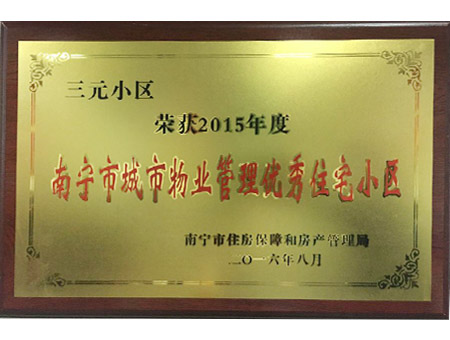 三元小区
荣获2015年度
南宁市城市物业管理优秀住宅小区
南宁市住房保障和房产管理局
二〇一六年八月